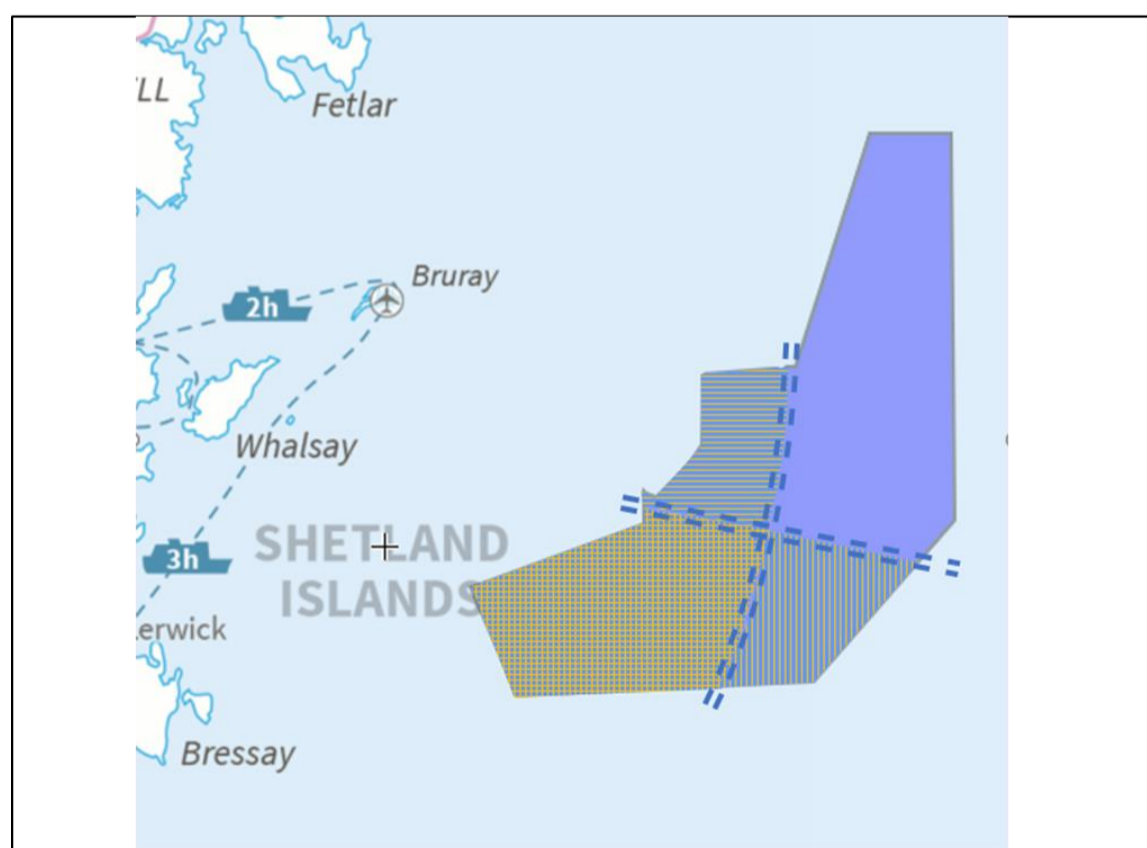 LL
Fetlar
Bruray
2h
Whalsay
SHETLAND
ISLANDS
3h
erwick
Bressay